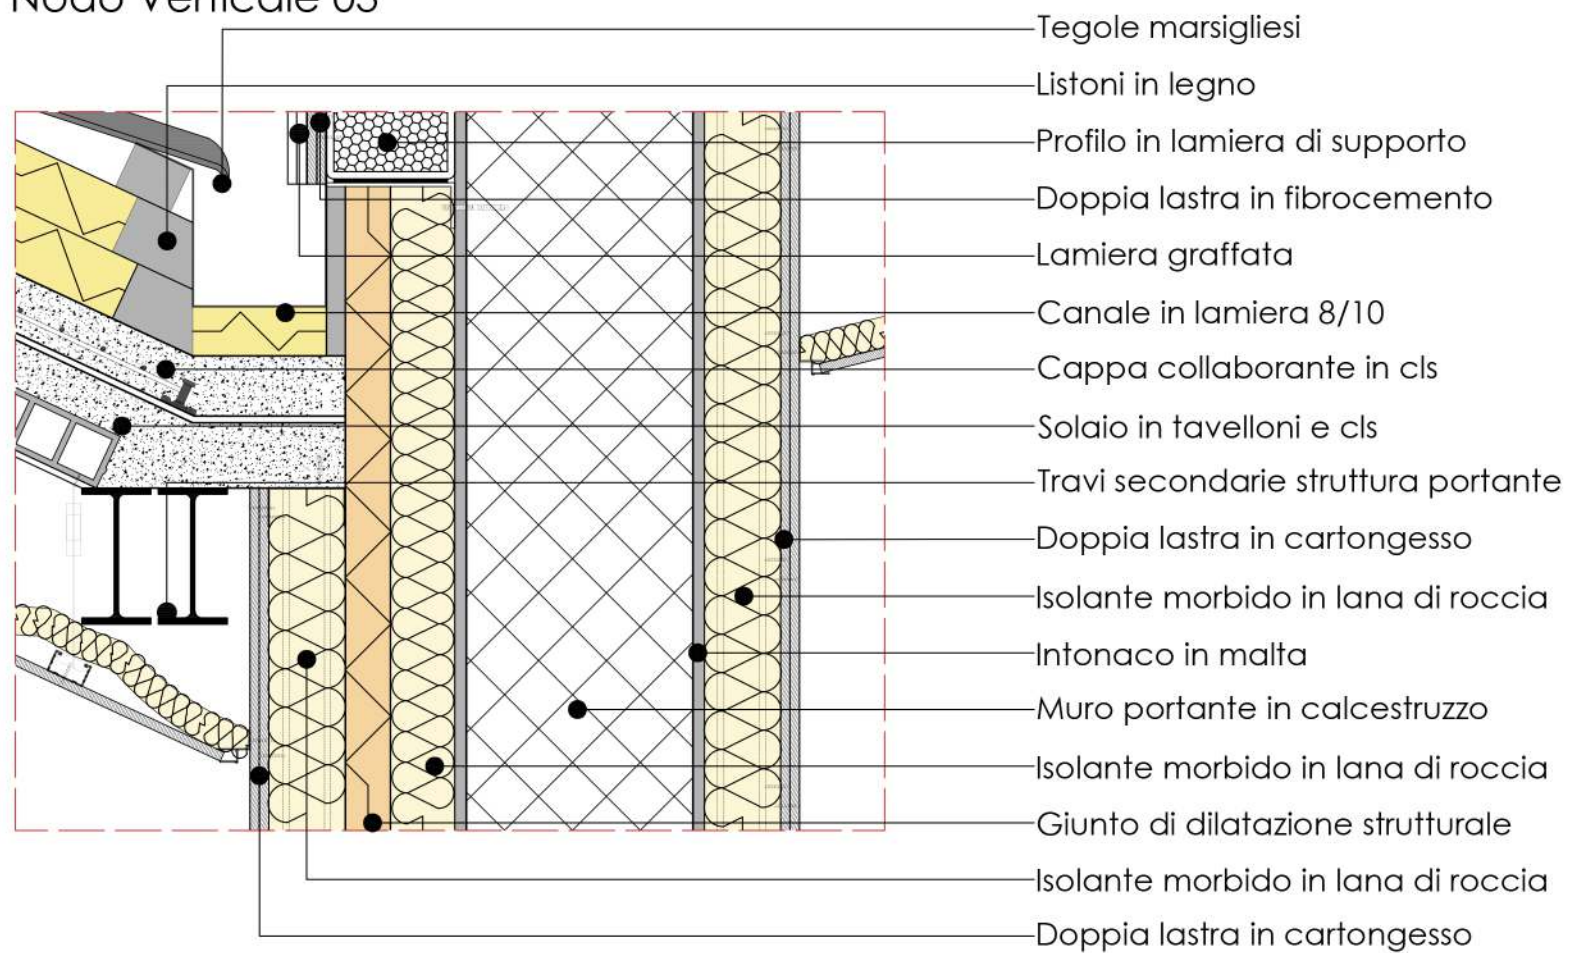 Nodo Verticale 03
Tegole marsigliesi
Listoni in legno
Profilo in lamiera di supporto
Doppia lastra in fibrocemento
Lamiera graffata
Canale in lamiera 8/10
Cappa collaborante in cls
Solaio in tavelloni e cls
Travi secondarie struttura portante
Doppia lastra in cartongesso
Isolante morbido in lana di roccia
Intonaco in malta
Muro portante in calcestruzzo
Isolante morbido in lana di roccia
Giunto di dilatazione strutturale
Isolante morbido in lana di roccia
Doppia lastra in cartongesso